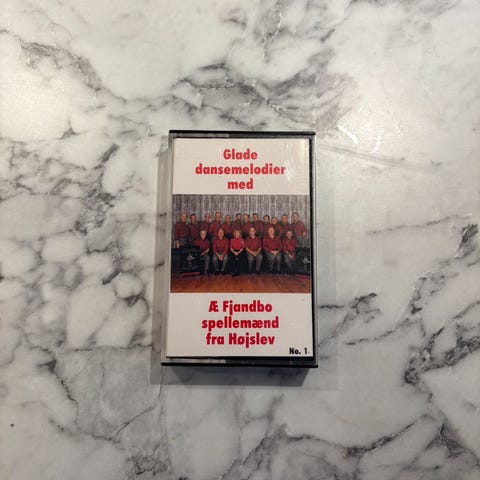 Glade
dansemelodier
med
Æ Fjandbo
spellemænd
fra Højslev
No. 1